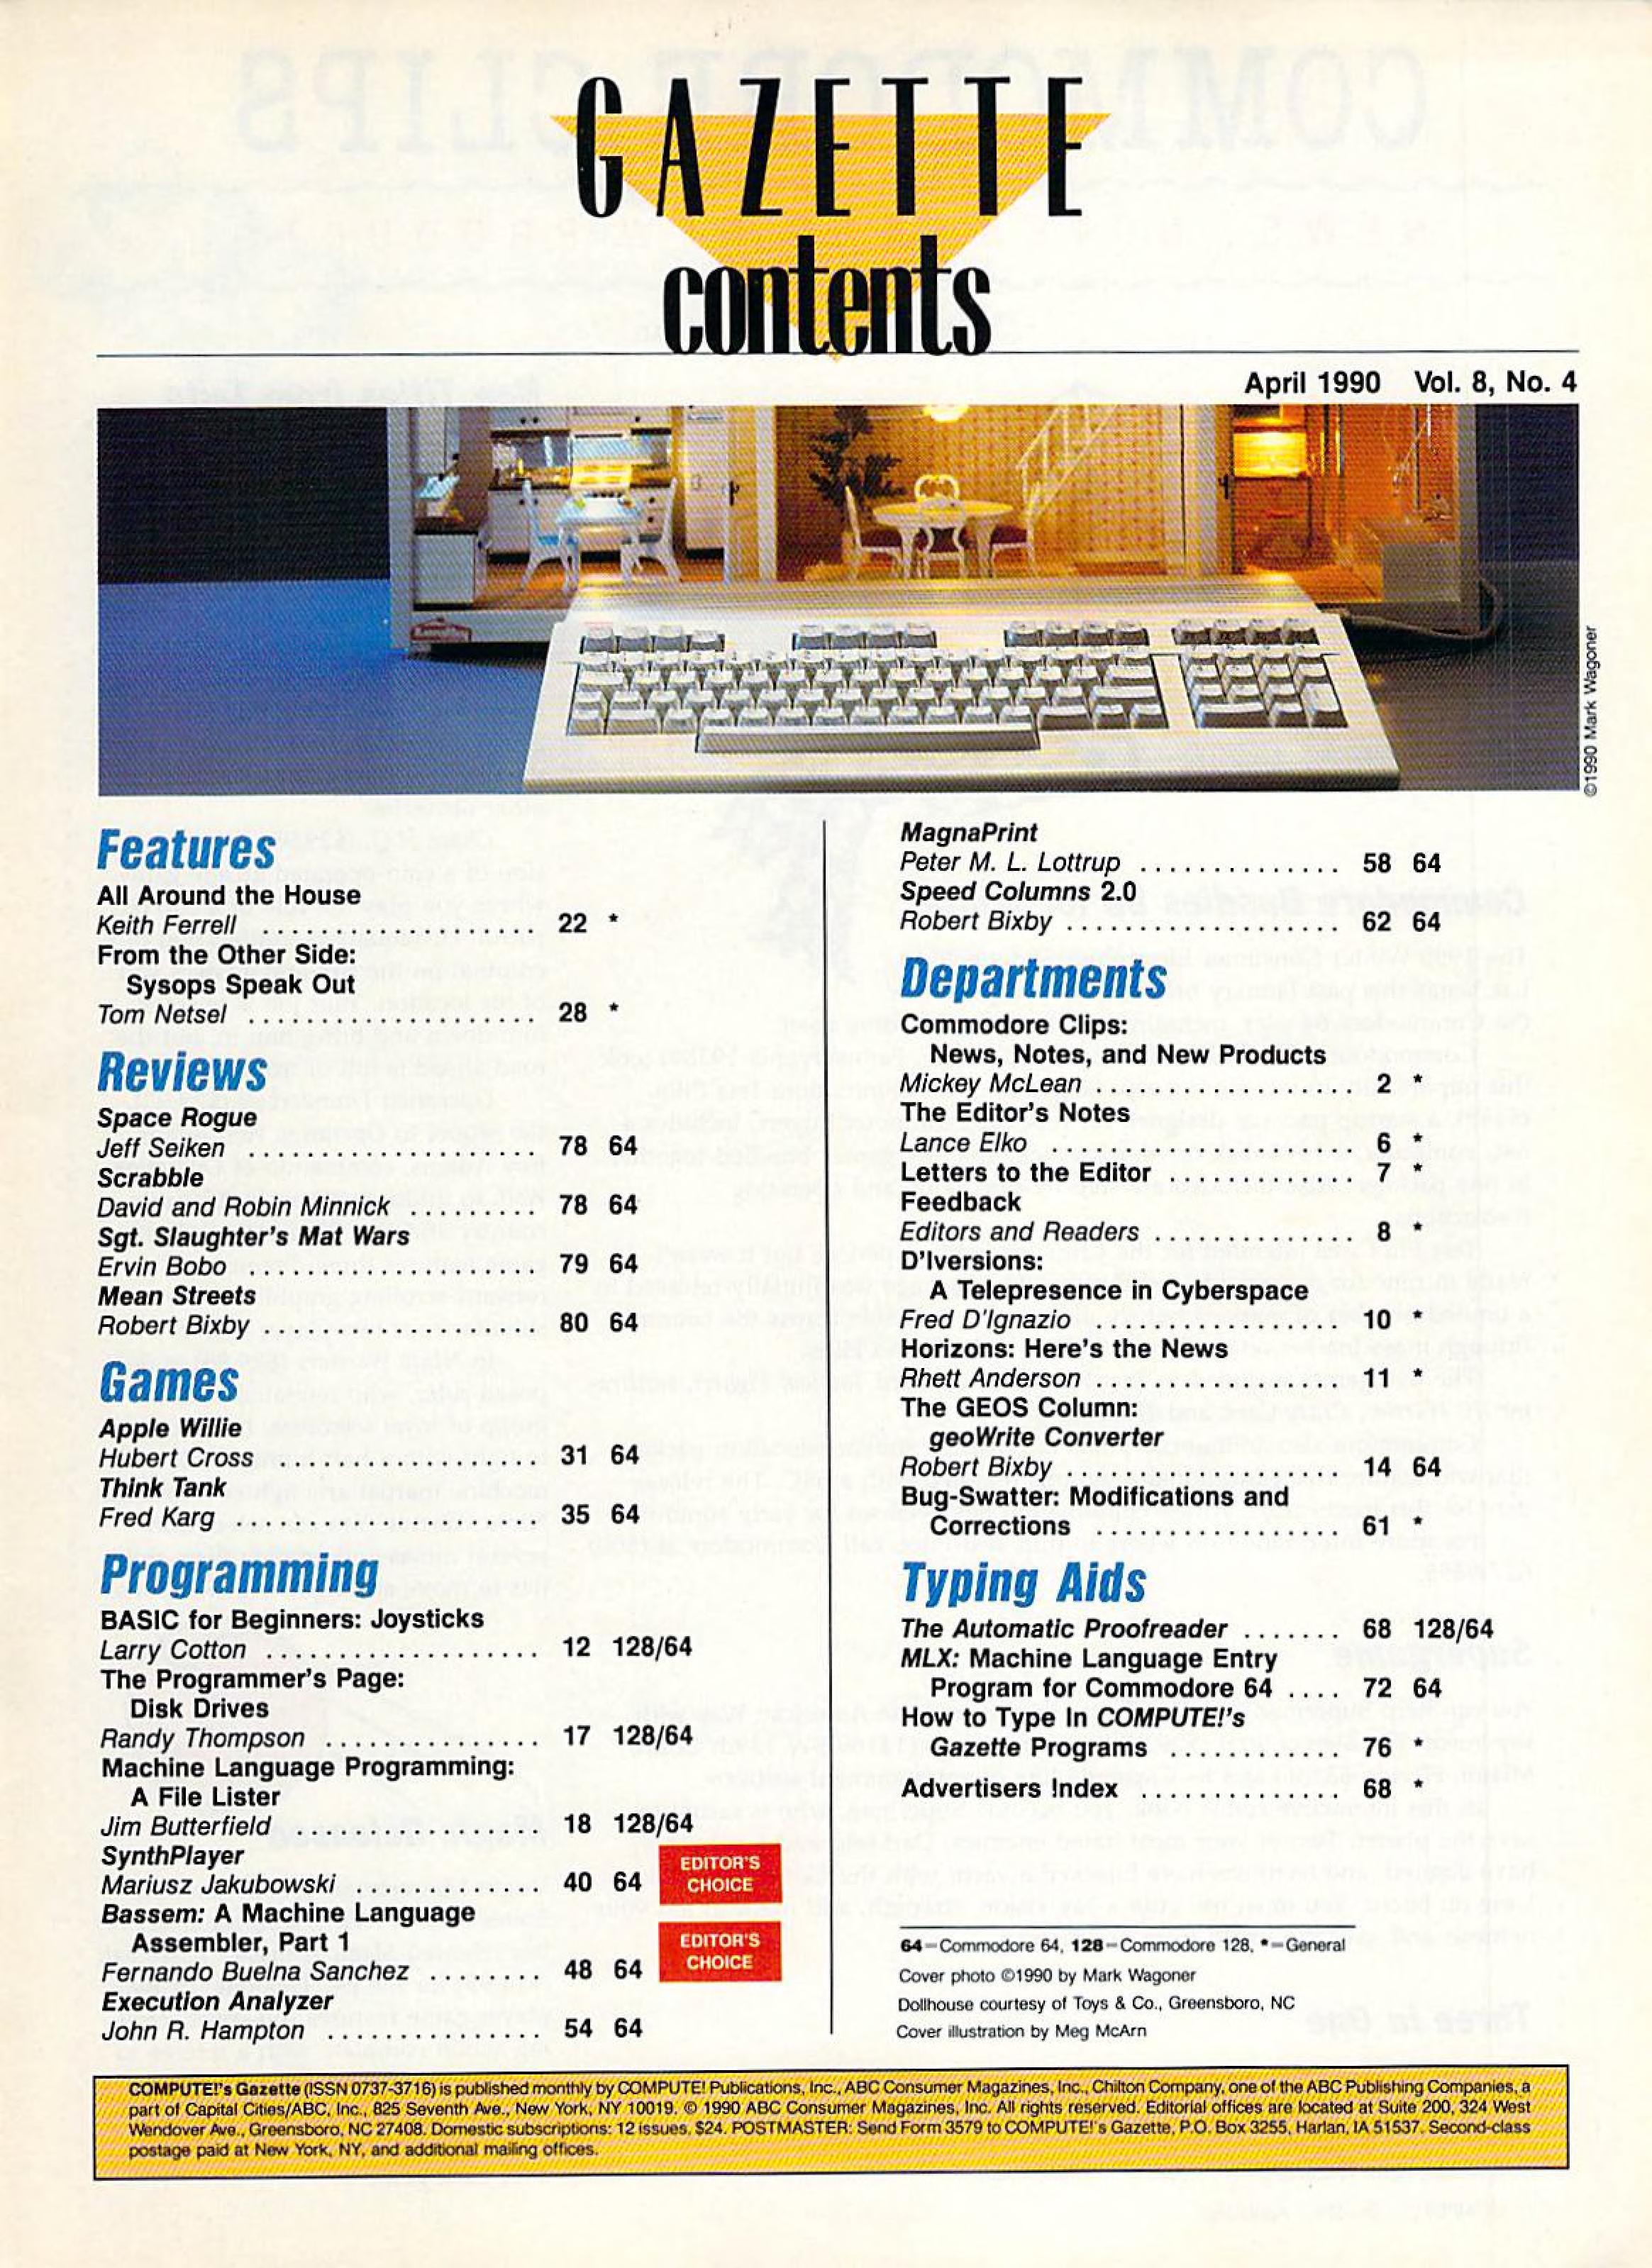 GAZETTE
contents
April 1990 Vol. 8, No. 4
©1990 Mark Wagoner
Features
All Around the House
Keith Ferrell .................. 22 *
From the Other Side:
Sysops Speak Out
Tom Netsel .................. 28 *
Reviews
Space Rogue
Jeff Seiken .................. 78 64
Scrabble
David and Robin Minnick ......... 78 64
Sgt. Slaughter's Mat Wars
Ervin Bobo .................. 79 64
Mean Streets
Robert Bixby .................. 80 64
Games
Apple Willie
Hubert Cross ................ 31 64
Think Tank
Fred Karg .................. 35 64
Programming
BASIC for Beginners: Joysticks
Larry Cotton .................. 12 128/64
The Programmer's Page:
Disk Drives
Randy Thompson .............. 17 128/64
Machine Language Programming:
A File Lister
Jim Butterfield ................ 18 128/64
SynthPlayer
Mariusz Jakubowski ............ 40 64
EDITOR'S
CHOICE
Bassem: A Machine Language
Assembler, Part 1
Fernando Buelna Sanchez ........ 48 64
EDITOR'S
CHOICE
Execution Analyzer
John R. Hampton ............... 54 64
MagnaPrint
Peter M. L. Lottrup .............. 58 64
Speed Columns 2.0
Robert Bixby ................... 62 64
Departments
Commodore Clips:
News, Notes, and New Products
Mickey McLean ................. 2 *
The Editor's Notes
Lance Elko .................... 6 *
Letters to the Editor ............ 7 *
Feedback
Editors and Readers ............. 8 *
D'Iversions:
A Telepresence in Cyberspace
Fred D'Ignazio ................. 10 *
Horizons: Here's the News
Rhett Anderson ................. 11 *
The GEOS Column:
geoWrite Converter
Robert Bixby ................... 14 64
Bug-Swatter: Modifications and
Corrections ................. 61 *
Typing Aids
The Automatic Proofreader ....... 68 128/64
MLX: Machine Language Entry
Program for Commodore 64 .... 72 64
How to Type In COMPUTE!'s
Gazette Programs ............ 76 *
Advertisers Index .............. 68 *
64=Commodore 64, 128=Commodore 128, *=General
Cover photo ©1990 by Mark Wagoner
Dollhouse courtesy of Toys & Co., Greensboro, NC
Cover illustration by Meg McArn
COMPUTE!'s Gazette (ISSN 0737-3716) is published monthly by COMPUTE! Publications, Inc., ABC Consumer Magazines, Inc., Chilton Company, one of the ABC Publishing Companies, a
part of Capital Cities/ABC, Inc., 825 Seventh Ave., New York, NY 10019. © 1990 ABC Consumer Magazines, Inc. All rights reserved. Editorial offices are located at Suite 200, 324 West
Wendover Ave., Greensboro, NC 27408. Domestic subscriptions: 12 issues, $24. POSTMASTER: Send Form 3579 to COMPUTE!'s Gazette, P.O. Box 3255, Harlan, IA 51537. Second-class
postage paid at New York, NY, and additional mailing offices.